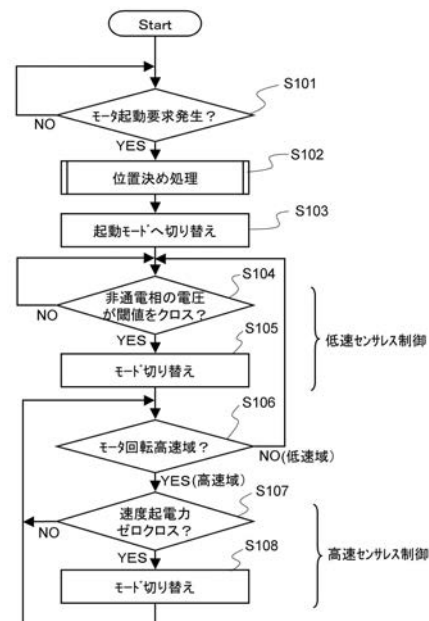 Start
S101
ﾓｰﾀ起動要求発生？
NO
YES
S102
位置決め処理
S103
起動ﾓｰﾄﾞへ切り替え
S104
非通電相の電圧
が閾値をクロス？
NO
YES
S105
モード切り替え
低速センサレス制御
S106
ﾓｰﾀ回転高速域？
NO(低速域)
YES(高速域)
S107
速度起電力
ゼロクロス？
NO
YES
S108
モード切り替え
高速センサレス制御